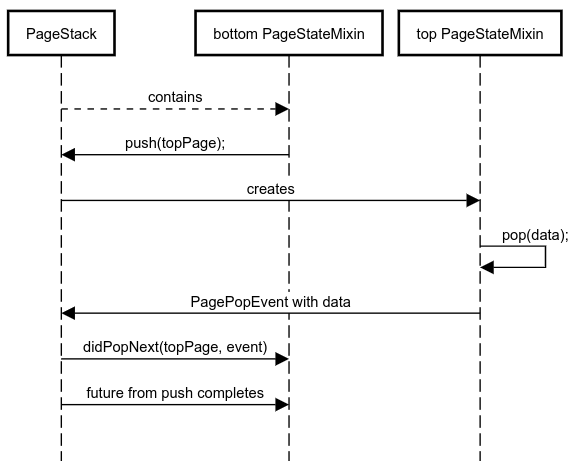 PageStack
bottom PageStateMixin
top PageStateMixin
contains
push(topPage);
creates
pop(data);
PagePopEvent with data
didPopNext(topPage, event)
future from push completes